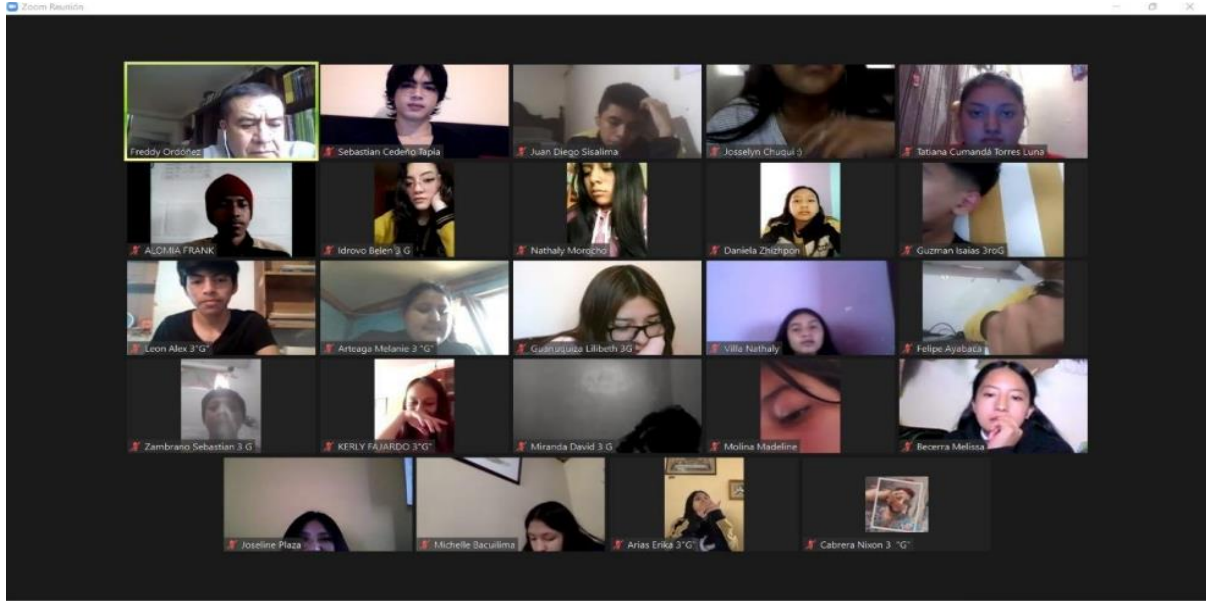 Zoom Reunión
Freddy Ordóñez
Sebastian Cedeño Tapia
Juan Diego Sisalima
Josselyn Chuqui S.
Tatiana Cumandá Torres Luna
ALOMIA FRANK
Idrovo Belen 3 G
Nathaly Morocho
Daniela Zhizhpon
Guzman Isaias 3roG
Leon Alex 3"G"
Arteaga Melanie 3 "G"
Guanuquiza Lilibeth 3G
Villa Nathaly
Felipe Ayabaca
Zambrano Sebastian 3 G
KERLY FAJARDO 3"G"
Miranda David 3 G
Molina Madeline
Becerra Melissa
Joseline Plaza
Michelle Bacuilima
Arias Erika 3"G"
Cabrera Nixon 3 "G"